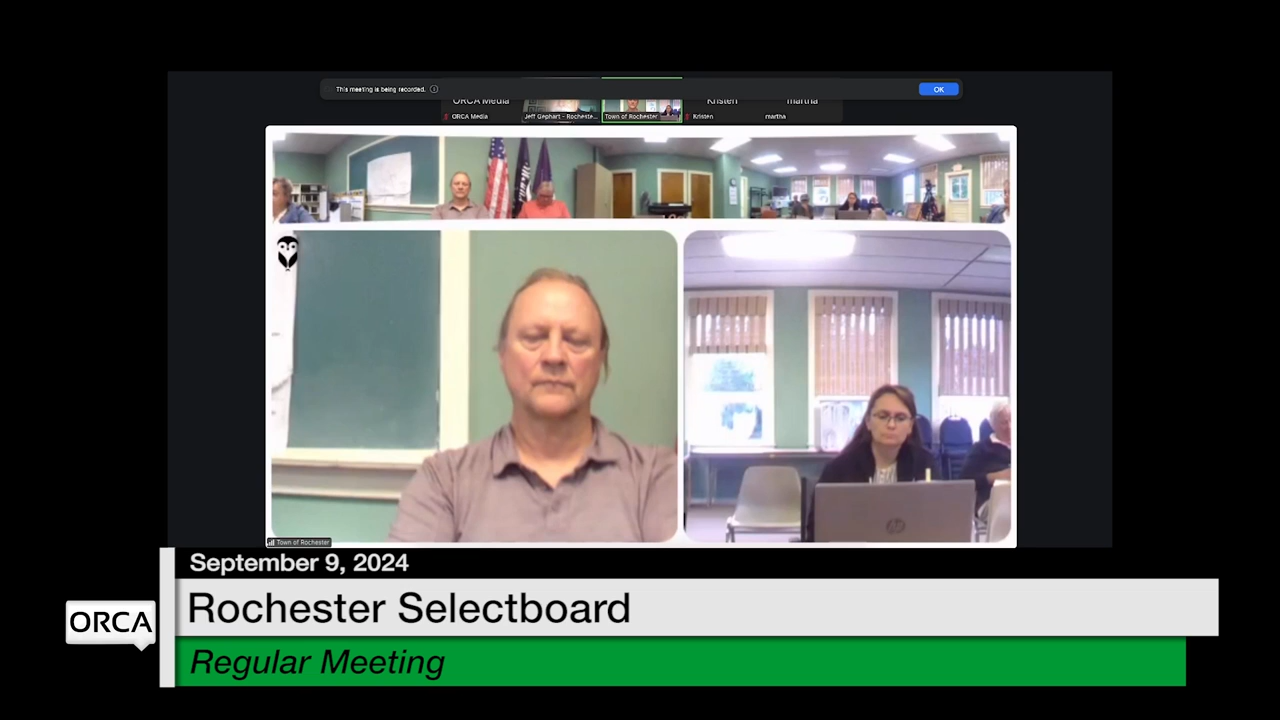 This meeting is being recorded.
OK
ORCA Media
Kristen
martha
ORCA Media
Jeff Gephart - Rocheste...
Town of Rochester
Kristen
martha
Town of Rochester
September 9, 2024
ORCA
Rochester Selectboard
Regular Meeting